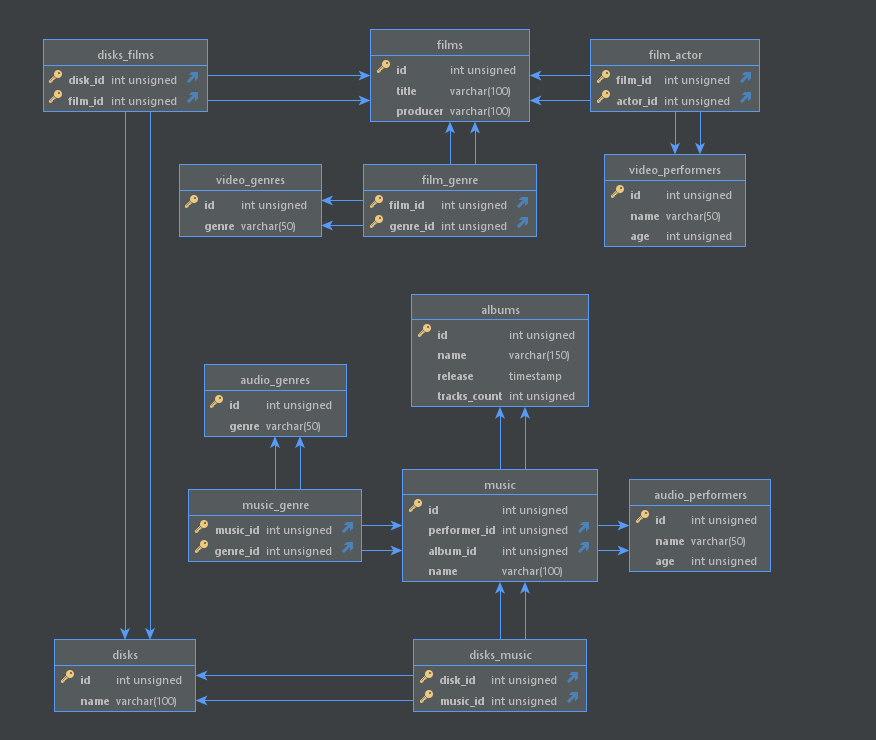 disks_films
disk_id int unsigned
film_id int unsigned
films
id int unsigned
title varchar(100)
producer varchar(100)
film_actor
film_id int unsigned
actor_id int unsigned
video_genres
id int unsigned
genre varchar(50)
film_genre
film_id int unsigned
genre_id int unsigned
video_performers
id int unsigned
name varchar(50)
age int unsigned
albums
id int unsigned
name varchar(150)
release timestamp
tracks_count int unsigned
audio_genres
id int unsigned
genre varchar(50)
music_genre
music_id int unsigned
genre_id int unsigned
music
id int unsigned
performer_id int unsigned
album_id int unsigned
name varchar(100)
audio_performers
id int unsigned
name varchar(50)
age int unsigned
disks
id int unsigned
name varchar(100)
disks_music
disk_id int unsigned
music_id int unsigned